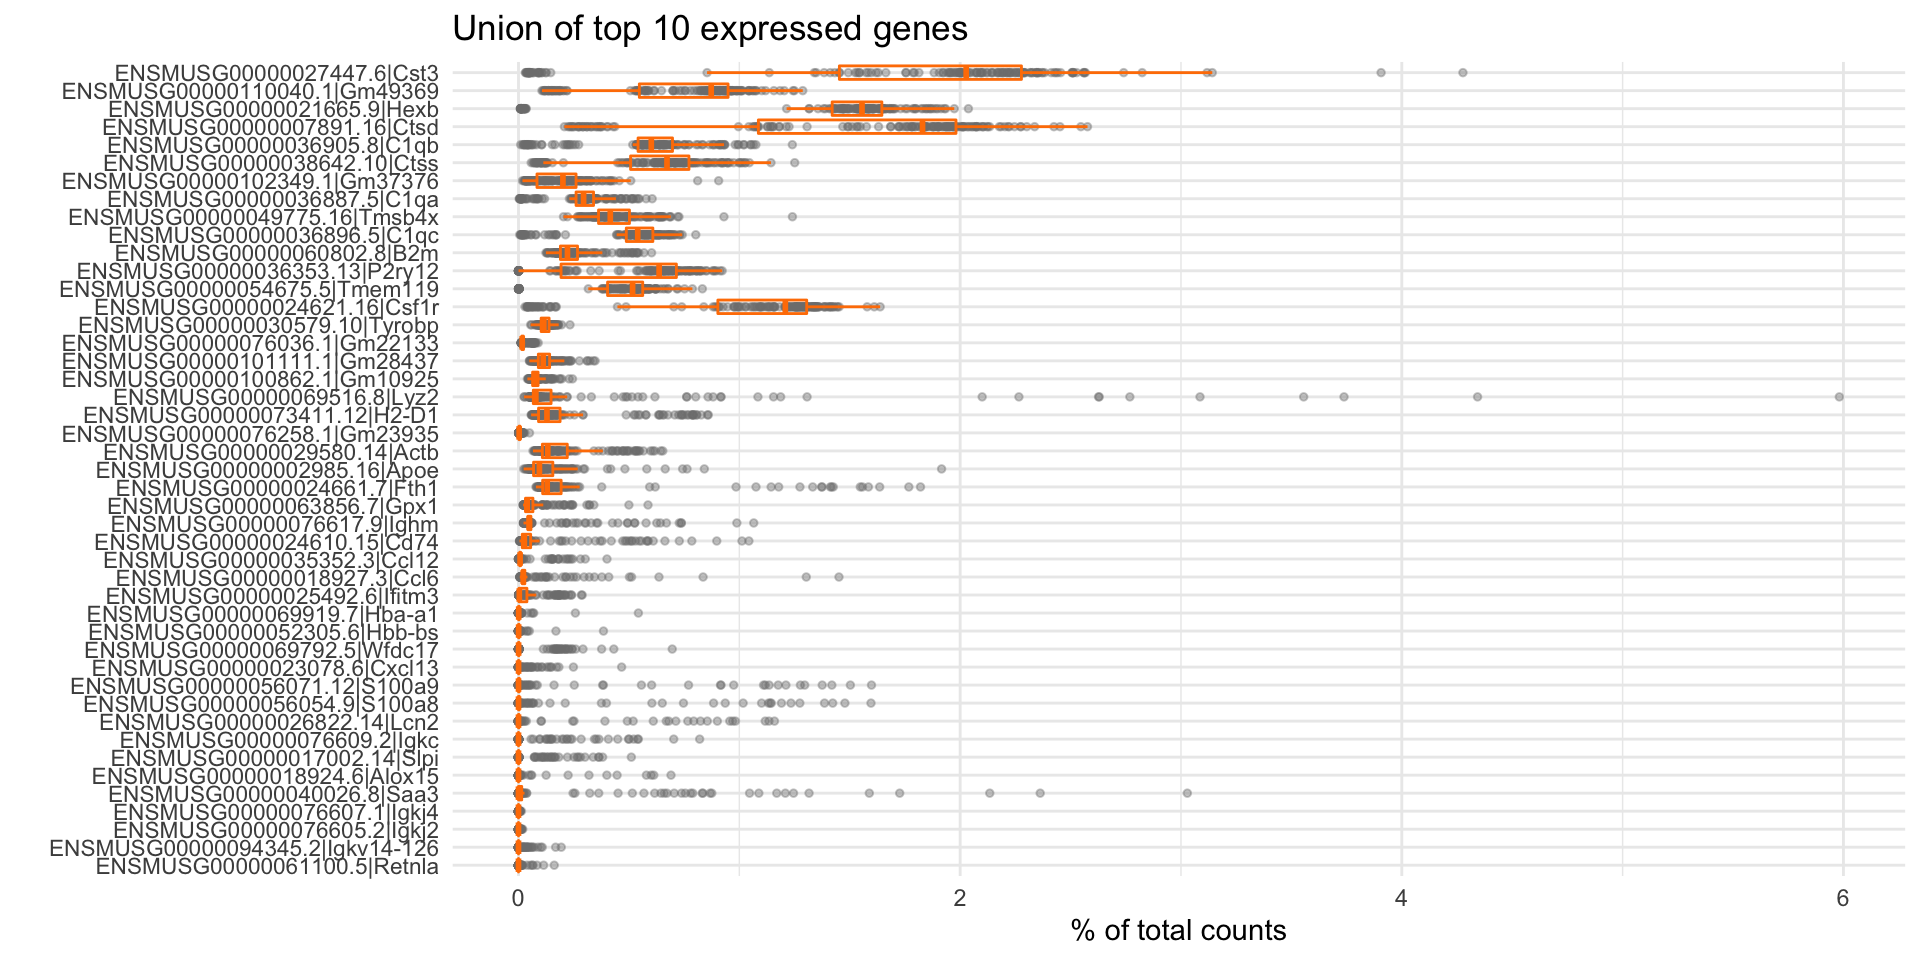 Union of top 10 expressed genes
ENSMUSG00000027447.6|Cst3
ENSMUSG00000110040.1|Gm49369
ENSMUSG00000021665.9|Hexb
ENSMUSG00000007891.16|Ctsd
ENSMUSG00000036905.8|C1qb
ENSMUSG00000038642.10|Ctss
ENSMUSG00000102349.1|Gm37376
ENSMUSG00000036887.5|C1qa
ENSMUSG00000049775.16|Tmsb4x
ENSMUSG00000036896.5|C1qc
ENSMUSG00000060802.8|B2m
ENSMUSG00000036353.13|P2ry12
ENSMUSG00000054675.5|Tmem119
ENSMUSG00000024621.16|Csf1r
ENSMUSG00000030579.10|Tyrobp
ENSMUSG00000076036.1|Gm22133
ENSMUSG00000101111.1|Gm28437
ENSMUSG00000100862.1|Gm10925
ENSMUSG00000069516.8|Lyz2
ENSMUSG00000073411.12|H2-D1
ENSMUSG00000076258.1|Gm23935
ENSMUSG00000029580.14|Actb
ENSMUSG00000002985.16|Apoe
ENSMUSG00000024661.7|Fth1
ENSMUSG00000063856.7|Gpx1
ENSMUSG00000076617.9|Ighm
ENSMUSG00000024610.15|Cd74
ENSMUSG00000035352.3|Ccl12
ENSMUSG00000018927.3|Ccl6
ENSMUSG00000025492.6|Ifitm3
ENSMUSG00000069919.7|Hba-a1
ENSMUSG00000052305.6|Hbb-bs
ENSMUSG00000069792.5|Wfdc17
ENSMUSG00000023078.6|Cxcl13
ENSMUSG00000056071.12|S100a9
ENSMUSG00000056054.9|S100a8
ENSMUSG00000026822.14|Lcn2
ENSMUSG00000076609.2|Igkc
ENSMUSG00000017002.14|Slpi
ENSMUSG00000018924.6|Alox15
ENSMUSG00000040026.8|Saa3
ENSMUSG00000076607.1|Igkj4
ENSMUSG00000076605.2|Igkj2
ENSMUSG00000094345.2|Igkv14-126
ENSMUSG00000061100.5|Retnla
0 2 4 6
% of total counts